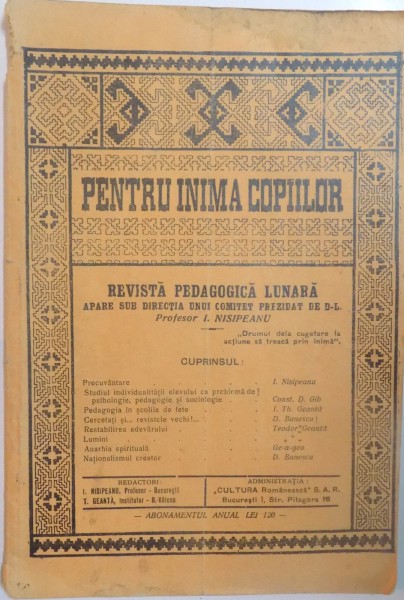 PENTRU INIMA COPIILOR
REVISTĂ PEDAGOGICĂ LUNARĂ
APARE SUB DIRECȚIA UNUI COMITET PREZIDAT DE D-L.
Profesor I. NISIPEANU
„Drumul dela cugetare la
acțiune să treacă prin inimă".
CUPRINSUL:
Precuvântare . . . . I. Nisipeanu
Studiul individualității elevului ca problemă de
psihologie, pedagogie și sociologie . . Const. D. Gib
Pedagogia în școlile de fete . . . I. Th. Geantă
Cercetați și... revistele vechi!... . . D. Banescu
Restabilirea adevărului . . . . Teodor Geantă
Lumini . . . . * * *
Anarhia spirituală . . . .
Naționalismul creator . . . . D. Banescu
REDACTORI:
I. NISIPEANU, Profesor - București
T. GEANTĂ, Institutor - R.-Vâlcea
ADMINISTRAȚIA:
„CULTURA Românească" S. A. R.
București I, Str. Pitagora
— ABONAMENTUL ANUAL LEI 120 —